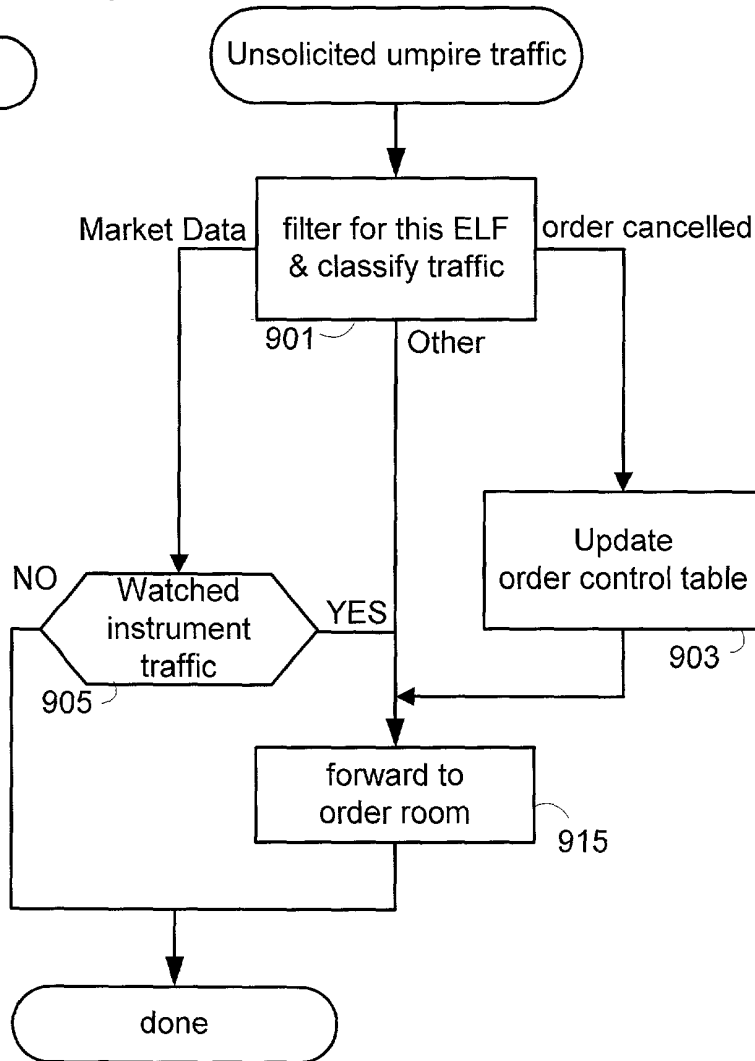 Unsolicited umpire traffic
Market Data
filter for this ELF
& classify traffic
order cancelled
901
Other
NO
Watched
instrument
traffic
YES
905
Update
order control table
903
forward to
order room
915
done